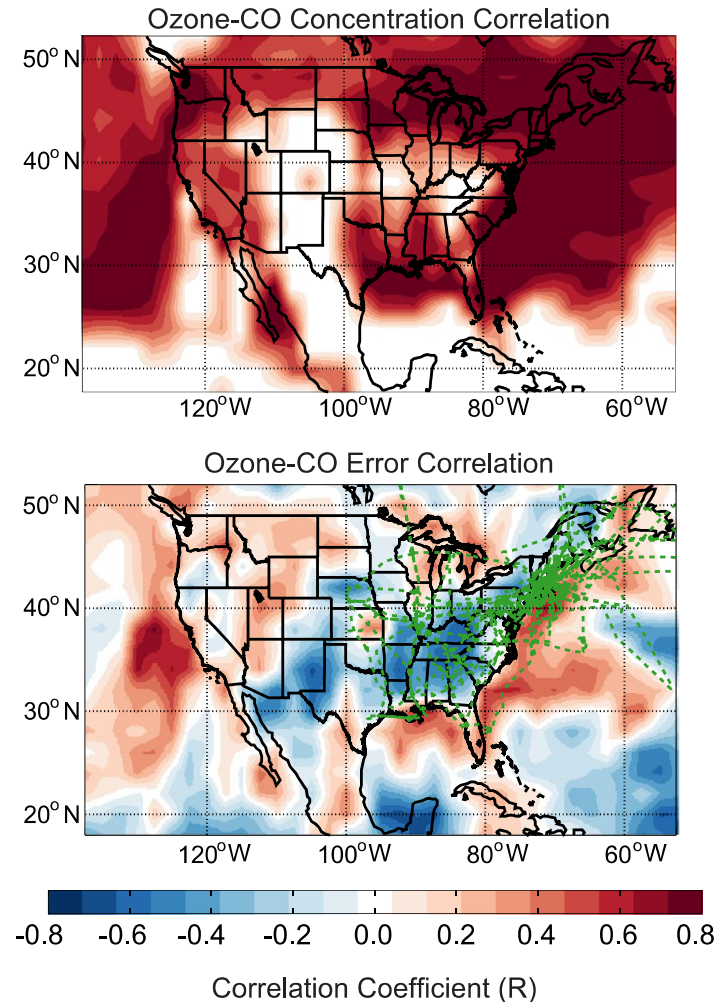 Ozone-CO Concentration Correlation
50° N
40° N
30° N
20° N
120°W 100°W 80°W 60°W
Ozone-CO Error Correlation
50° N
40° N
30° N
20° N
120°W 100°W 80°W 60°W
-0.8 -0.6 -0.4 -0.2 0.0 0.2 0.4 0.6 0.8
Correlation Coefficient (R)